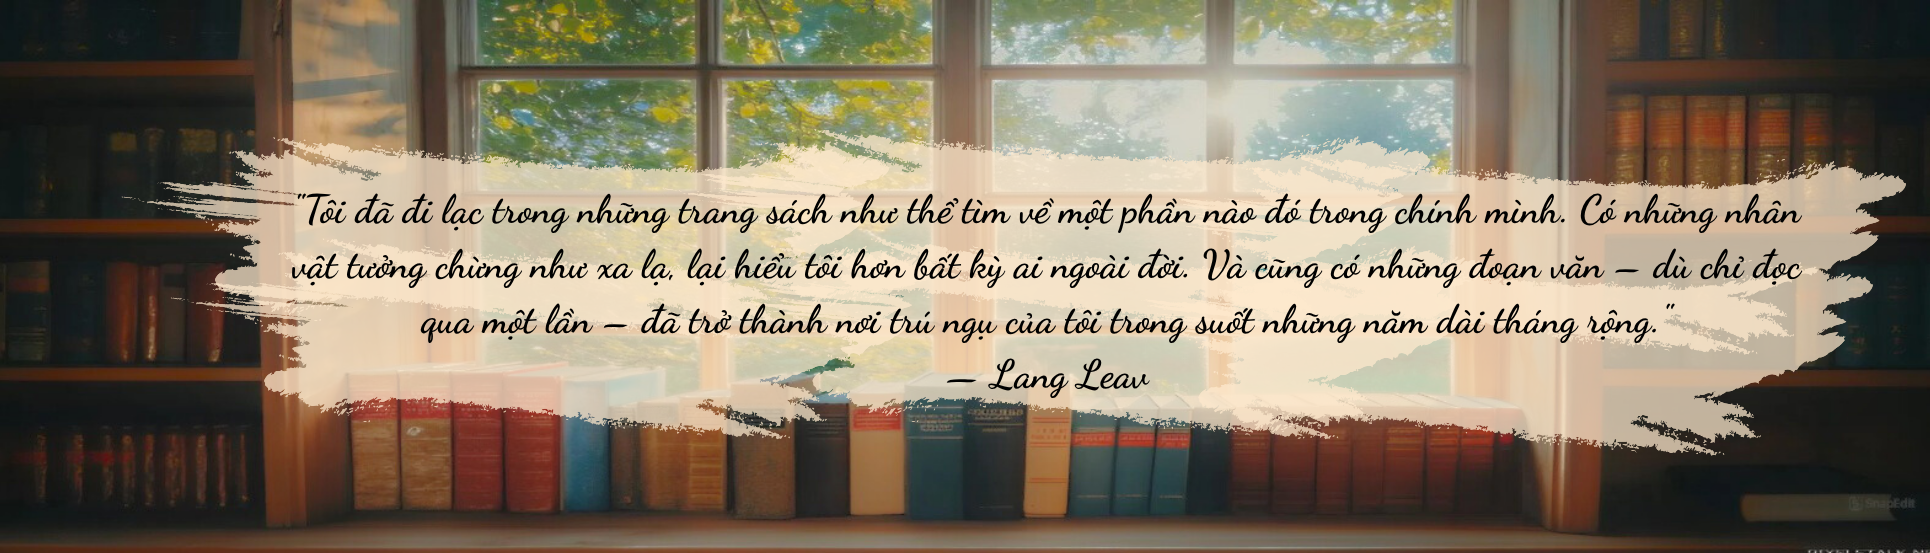 "Tôi đã đi lạc trong những trang sách như thể tìm về một phần nào đó trong chính mình. Có những nhân
vật tưởng chừng như xa lạ, lại hiểu tôi hơn bất kỳ ai ngoài đời. Và cũng có những đoạn văn – dù chỉ đọc
qua một lần – đã trở thành nơi trú ngụ của tôi trong suốt những năm dài tháng rộng."
– Lang Leav
SnapEdit